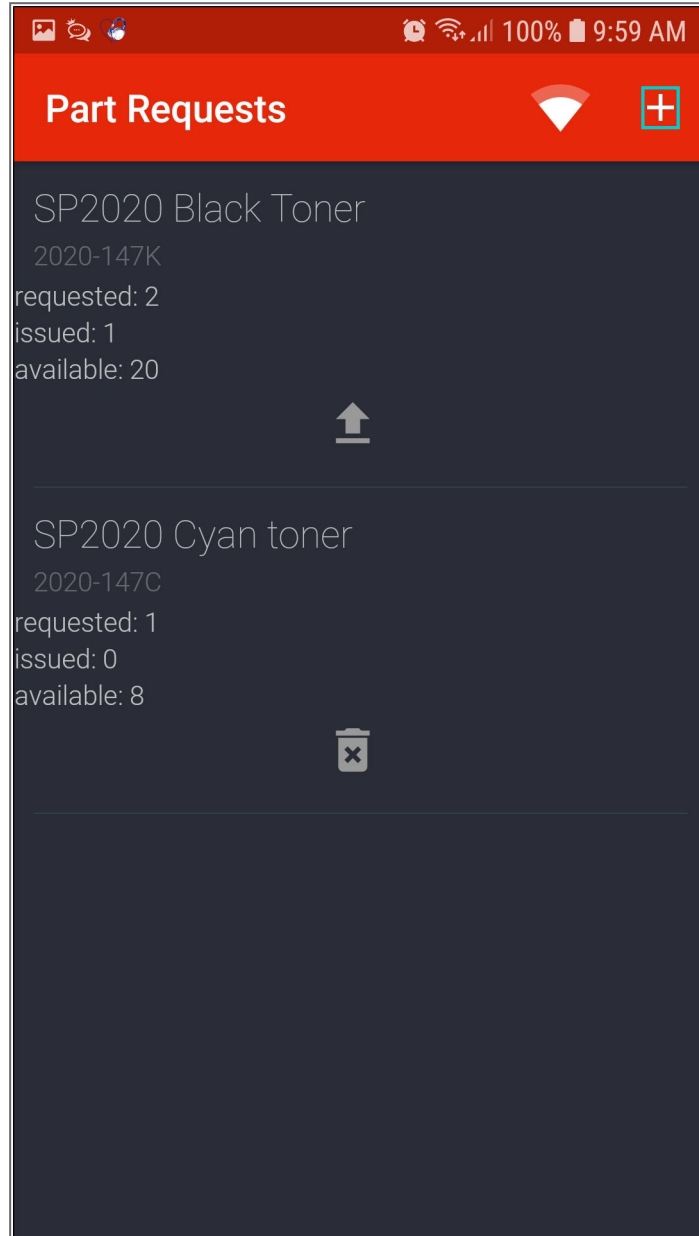 100% 9:59 AM
Part Requests
SP2020 Black Toner
2020-147K
requested: 2
issued: 1
available: 20
SP2020 Cyan toner
2020-147C
requested: 1
issued: 0
available: 8